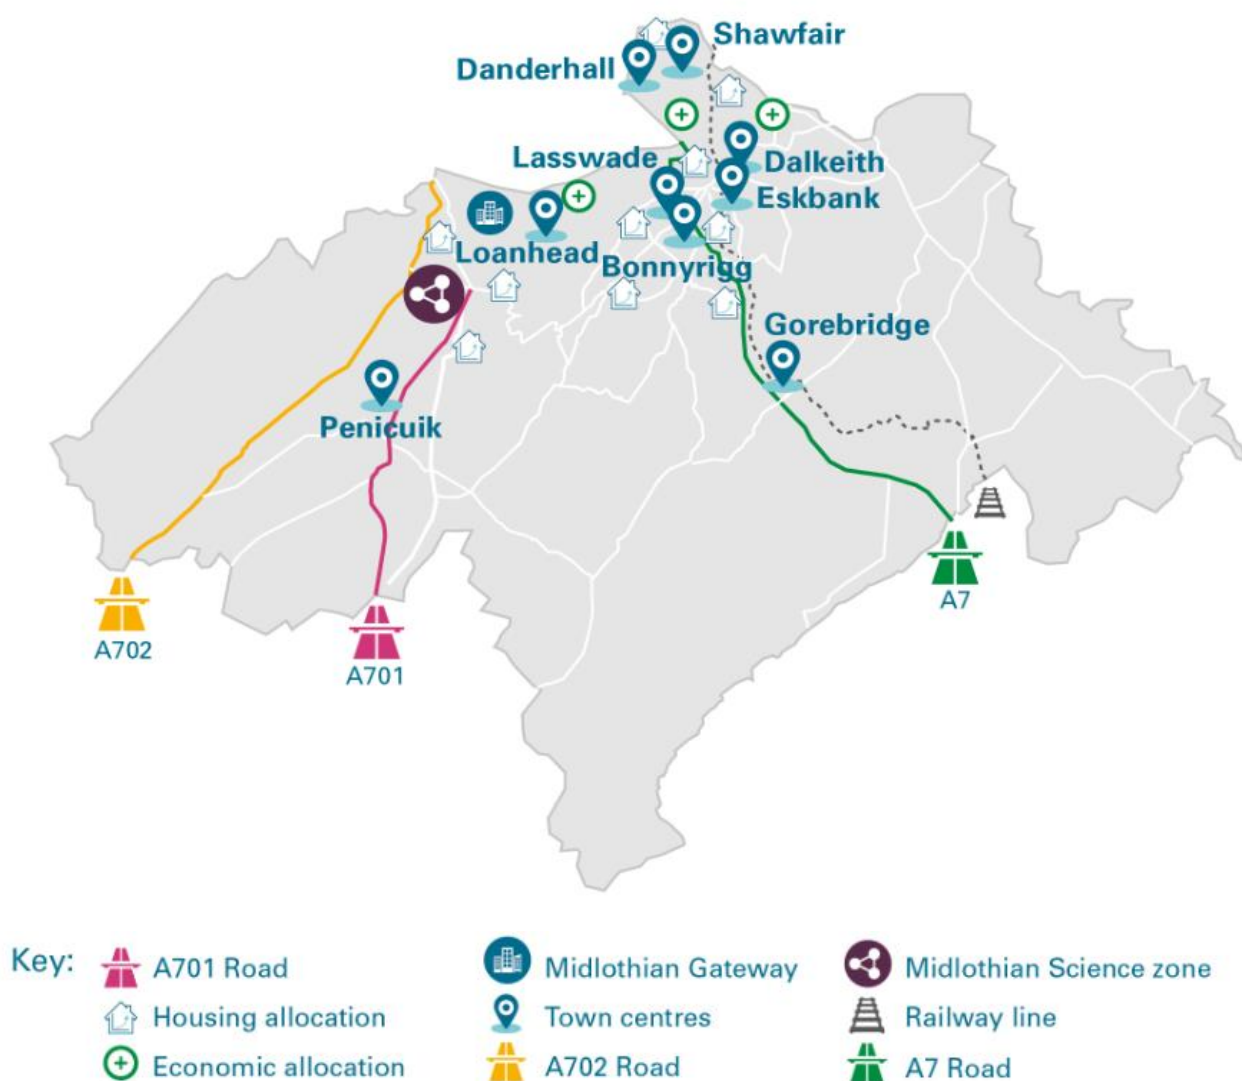 Shawfair
Danderhall
Lasswade
Dalkeith
Eskbank
Loanhead
Bonnyrigg
Gorebridge
Penicuik
A7
A702
A701
Key:
A701 Road
Midlothian Gateway
Midlothian Science zone
Housing allocation
Town centres
Railway line
Economic allocation
A702 Road
A7 Road